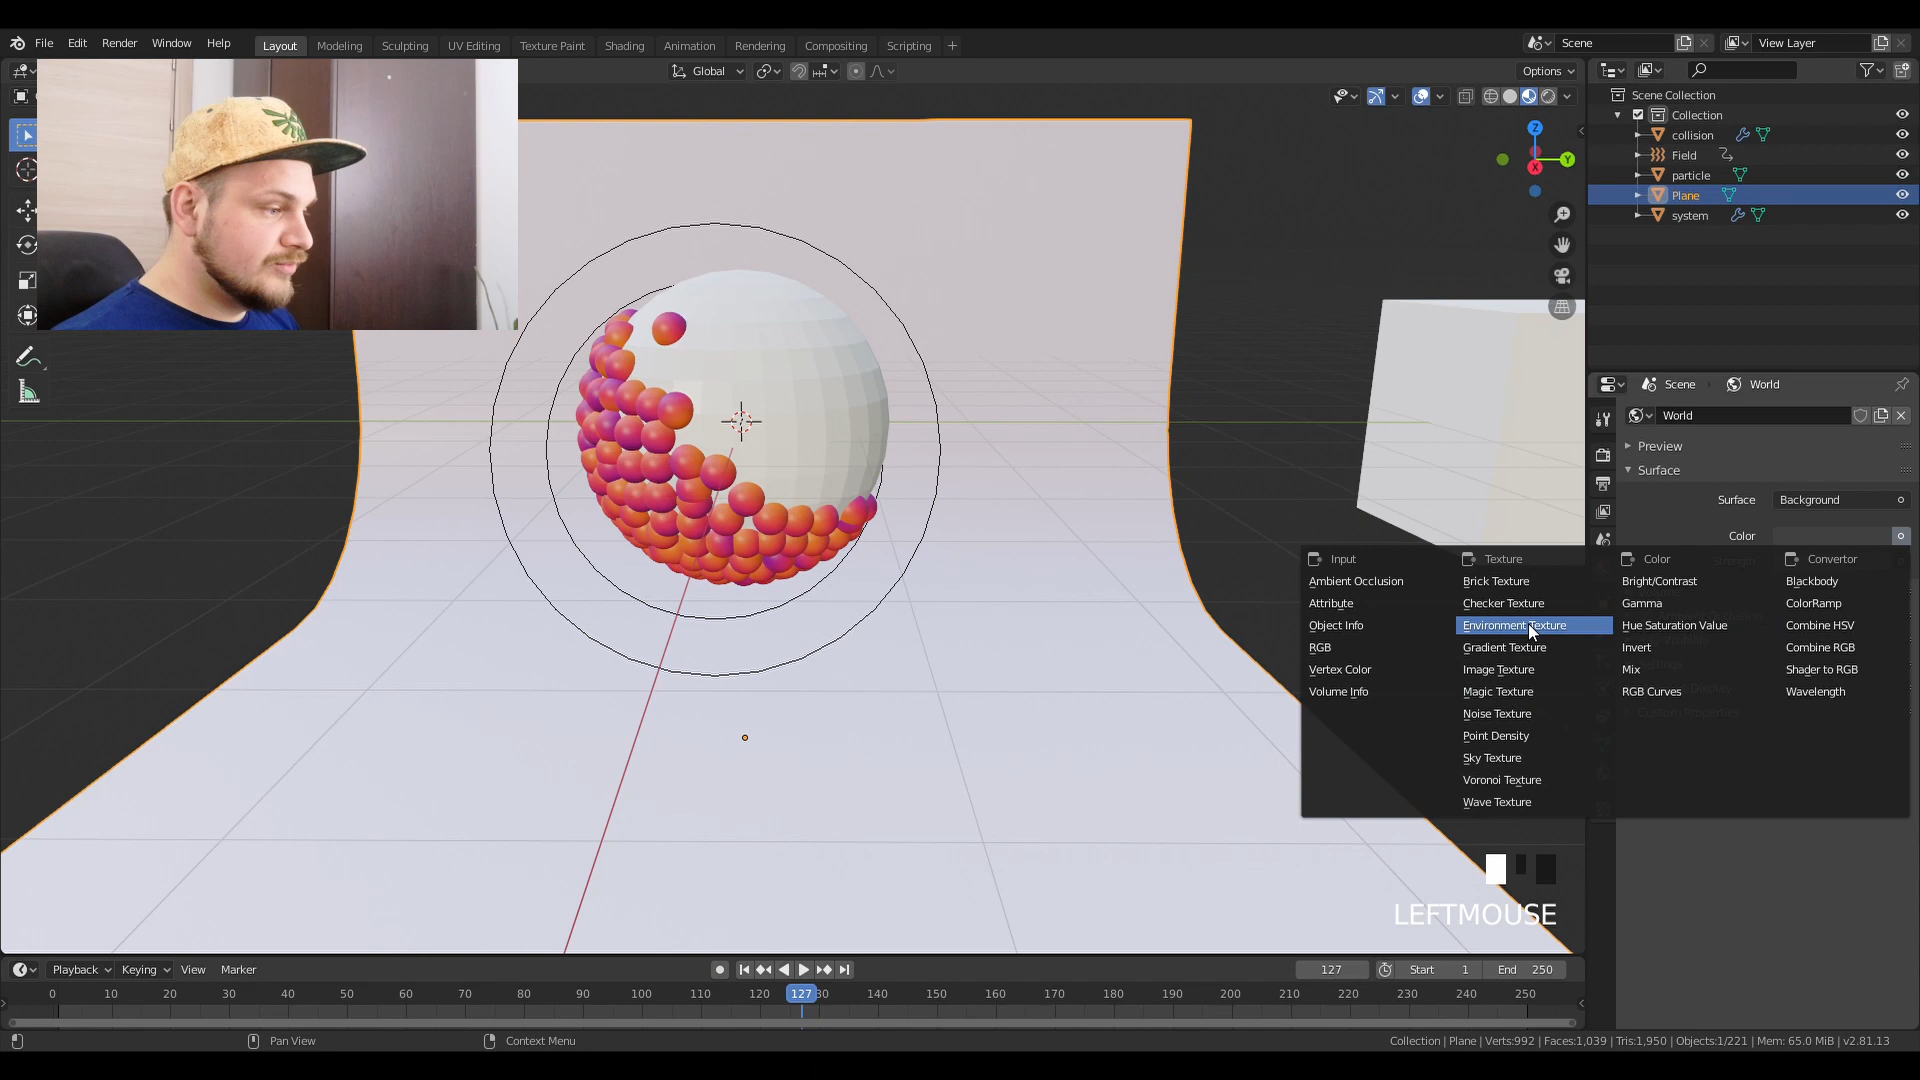 File Edit Render Window Help
Layout Modeling Sculpting UV Editing Texture Paint Shading Animation Rendering Compositing Scripting +
Scene
View Layer
Global
Options
Z
Y
X
Scene Collection
Collection
collision
Field
particle
Plane
system
Scene
World
World
Preview
Surface
Surface Background
Color
Input
Ambient Occlusion
Attribute
Object Info
RGB
Vertex Color
Volume Info
Texture
Brick Texture
Checker Texture
Environment Texture
Gradient Texture
Image Texture
Magic Texture
Noise Texture
Point Density
Sky Texture
Voronoi Texture
Wave Texture
Color
Bright/Contrast
Gamma
Hue Saturation Value
Invert
Mix
RGB Curves
Convertor
Blackbody
ColorRamp
Combine HSV
Combine RGB
Shader to RGB
Wavelength
LEFTMOUSE
Playback Keying View Marker
127
Start 1
End 250
0 10 20 30 40 50 60 70 80 90 100 110 120 127 30 140 150 160 170 180 190 200 210 220 230 240 250
Pan View
Context Menu
Collection | Plane | Verts:992 | Faces:1,039 | Tris:1,950 | Objects:1/221 | Mem: 65.0 MiB | v2.81.13